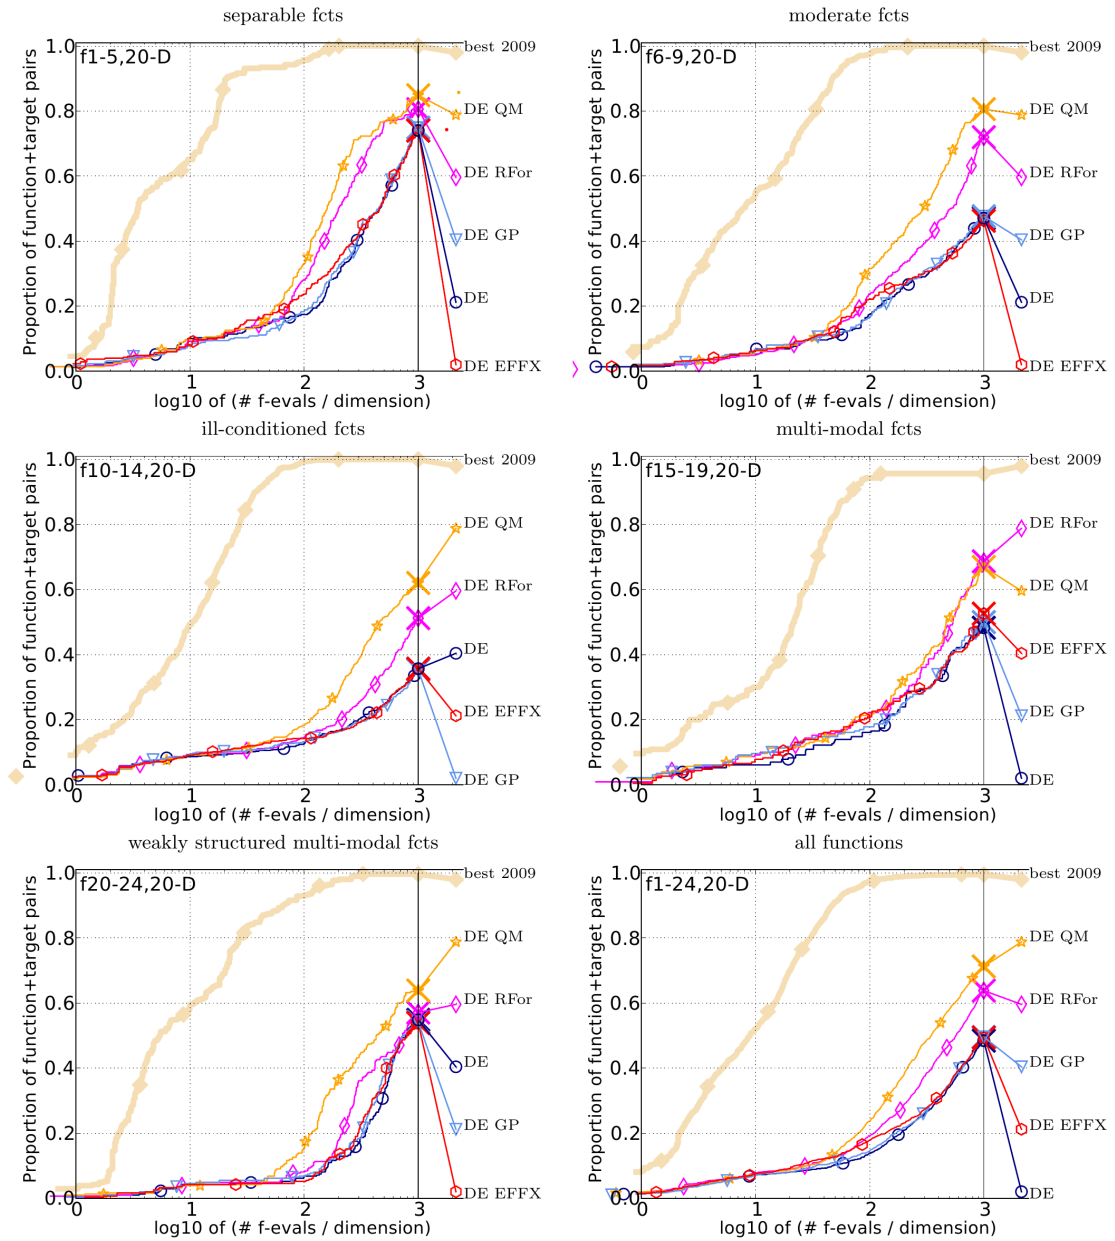 separable fcts
f1-5,20-D
Proportion of function+target pairs
1.0
0.8
0.6
0.4
0.2
0.0
0
1
2
3
log10 of (# f-evals / dimension)
best 2009
DE QM
DE RFor
DE GP
DE
DE EFFX
moderate fcts
f6-9,20-D
Proportion of function+target pairs
1.0
0.8
0.6
0.4
0.2
0.0
0
1
2
3
log10 of (# f-evals / dimension)
best 2009
DE QM
DE RFor
DE GP
DE
DE EFFX
ill-conditioned fcts
f10-14,20-D
Proportion of function+target pairs
1.0
0.8
0.6
0.4
0.2
0.0
0
1
2
3
log10 of (# f-evals / dimension)
best 2009
DE QM
DE RFor
DE
DE EFFX
DE GP
multi-modal fcts
f15-19,20-D
Proportion of function+target pairs
1.0
0.8
0.6
0.4
0.2
0.0
0
1
2
3
log10 of (# f-evals / dimension)
best 2009
DE RFor
DE QM
DE EFFX
DE GP
DE
weakly structured multi-modal fcts
f20-24,20-D
Proportion of function+target pairs
1.0
0.8
0.6
0.4
0.2
0.0
0
1
2
3
log10 of (# f-evals / dimension)
best 2009
DE QM
DE RFor
DE
DE GP
DE EFFX
all functions
f1-24,20-D
Proportion of function+target pairs
1.0
0.8
0.6
0.4
0.2
0.0
0
1
2
3
log10 of (# f-evals / dimension)
best 2009
DE QM
DE RFor
DE GP
DE EFFX
DE